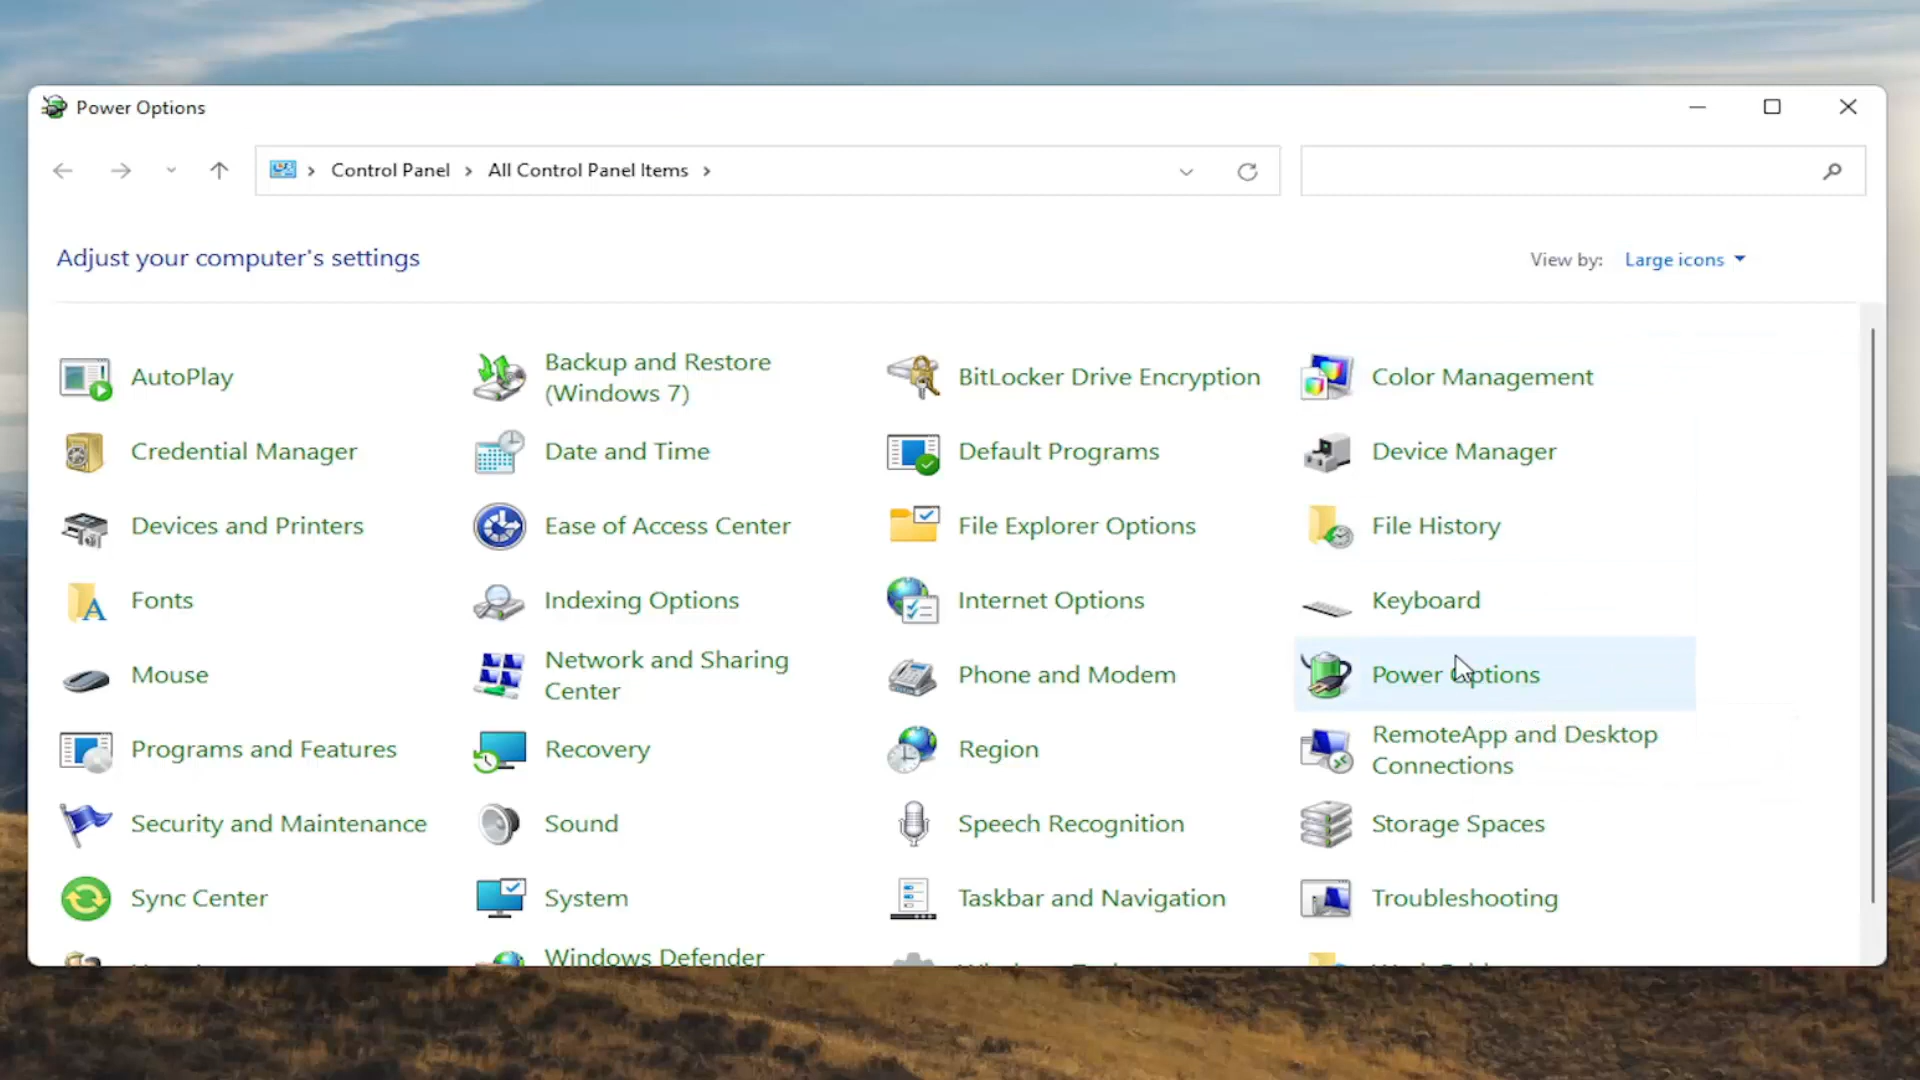 Power Options
Control Panel
All Control Panel Items
Adjust your computer's settings
View by:
Large icons
AutoPlay
Backup and Restore
(Windows 7)
BitLocker Drive Encryption
Color Management
Credential Manager
Date and Time
Default Programs
Device Manager
Devices and Printers
Ease of Access Center
File Explorer Options
File History
Fonts
Indexing Options
Internet Options
Keyboard
Mouse
Network and Sharing
Center
Phone and Modem
Power Options
Programs and Features
Recovery
Region
RemoteApp and Desktop
Connections
Security and Maintenance
Sound
Speech Recognition
Storage Spaces
Sync Center
System
Taskbar and Navigation
Troubleshooting
Windows Defender